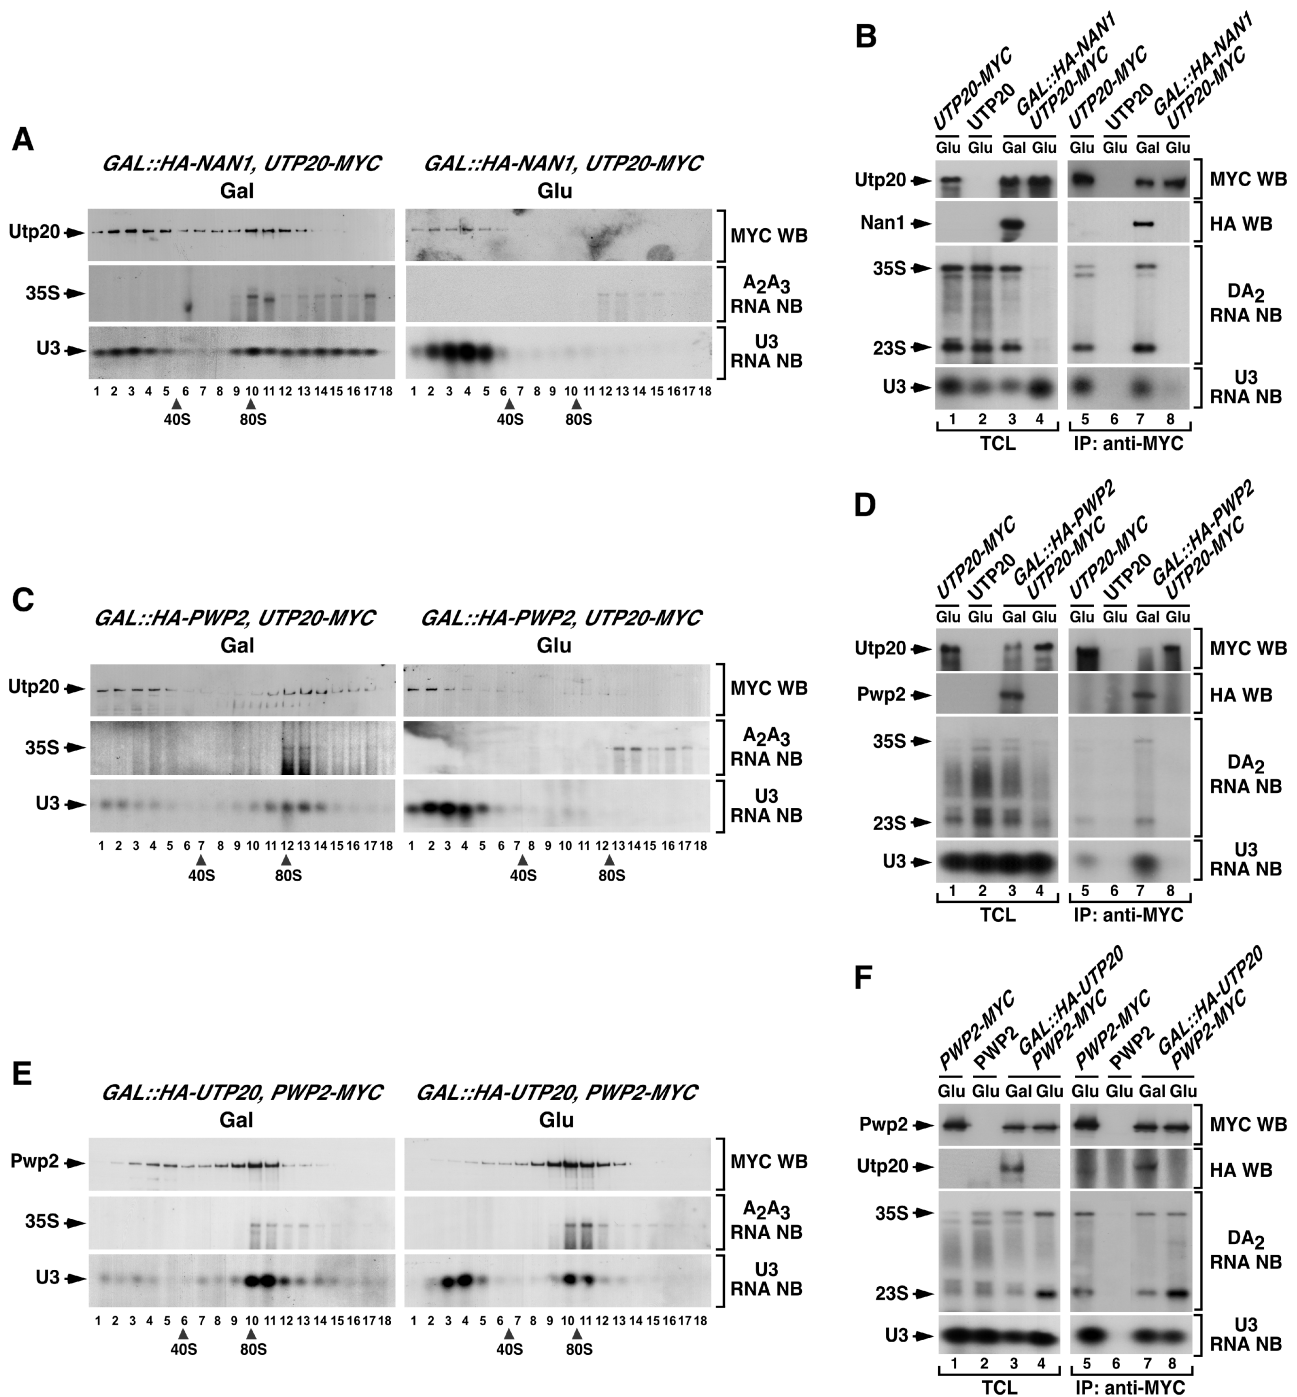 A
GAL::HA-NAN1, UTP20-MYC
GAL::HA-NAN1, UTP20-MYC
Gal
Glu
Utp20
MYC WB
35S
A2A3
RNA NB
U3
U3
RNA NB
1 2 3 4 5 6 7 8 9 10 11 12 13 14 15 16 17 18
1 2 3 4 5 6 7 8 9 10 11 12 13 14 15 16 17 18
40S
80S
40S
80S
B
UTP20-MYC
UTP20
GAL::HA-NAN1
UTP20-MYC
UTP20-MYC
UTP20
GAL::HA-NAN1
UTP20-MYC
Glu Glu Gal Glu Glu Glu Gal Glu
Utp20
MYC WB
Nan1
HA WB
35S
DA2
RNA NB
23S
U3
U3
RNA NB
1 2 3 4 5 6 7 8
TCL
IP: anti-MYC
C
GAL::HA-PWP2, UTP20-MYC
GAL::HA-PWP2, UTP20-MYC
Gal
Glu
Utp20
MYC WB
35S
A2A3
RNA NB
U3
U3
RNA NB
1 2 3 4 5 6 7 8 9 10 11 12 13 14 15 16 17 18
1 2 3 4 5 6 7 8 9 10 11 12 13 14 15 16 17 18
40S
80S
40S
80S
D
UTP20-MYC
UTP20
GAL::HA-PWP2
UTP20-MYC
UTP20-MYC
UTP20
GAL::HA-PWP2
UTP20-MYC
Glu Glu Gal Glu Glu Glu Gal Glu
Utp20
MYC WB
Pwp2
HA WB
35S
DA2
RNA NB
23S
U3
U3
RNA NB
1 2 3 4 5 6 7 8
TCL
IP: anti-MYC
E
GAL::HA-UTP20, PWP2-MYC
GAL::HA-UTP20, PWP2-MYC
Gal
Glu
Pwp2
MYC WB
35S
A2A3
RNA NB
U3
U3
RNA NB
1 2 3 4 5 6 7 8 9 10 11 12 13 14 15 16 17 18
1 2 3 4 5 6 7 8 9 10 11 12 13 14 15 16 17 18
40S
80S
40S
80S
F
PWP2-MYC
PWP2
GAL::HA-UTP20
PWP2-MYC
PWP2-MYC
PWP2
GAL::HA-UTP20
PWP2-MYC
Glu Glu Gal Glu Glu Glu Gal Glu
Pwp2
MYC WB
Utp20
HA WB
35S
DA2
RNA NB
23S
U3
U3
RNA NB
1 2 3 4 5 6 7 8
TCL
IP: anti-MYC